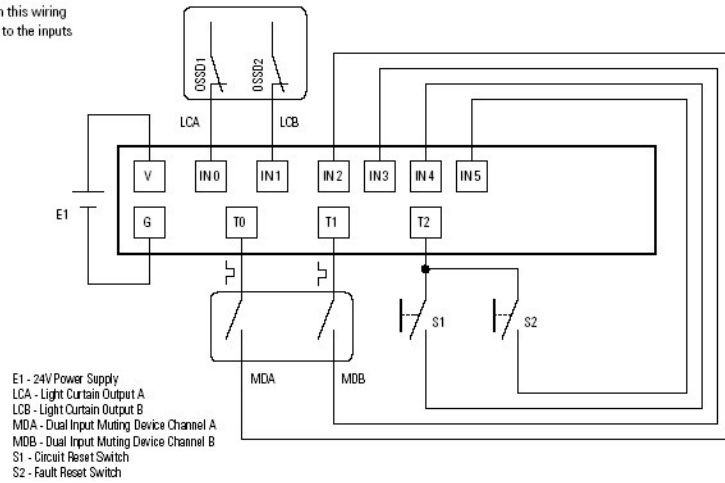 n this wiring
to the inputs
OSSD1
OSSD2
LCA
LCB
V
IN0
IN1
IN2
IN3
IN4
IN5
E1
G
T0
T1
T2
S1
S2
MDA
MDB
E1 - 24V Power Supply
LCA - Light Curtain Output A
LCB - Light Curtain Output B
MDA - Dual Input Muting Device Channel A
MDB - Dual Input Muting Device Channel B
S1 - Circuit Reset Switch
S2 - Fault Reset Switch